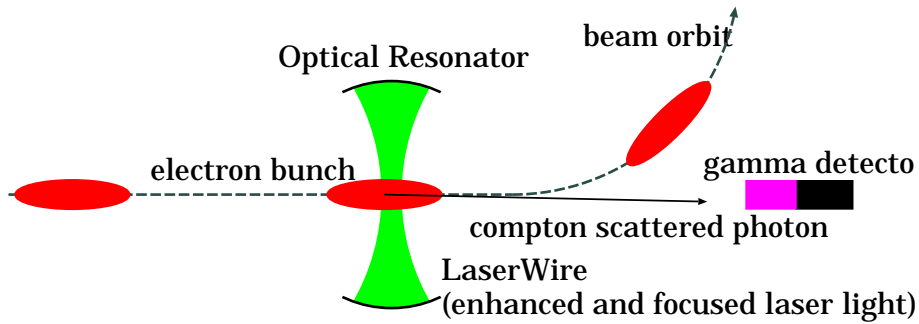 beam orbit
Optical Resonator
electron bunch
gamma detecto
compton scattered photon
LaserWire
(enhanced and focused laser light)